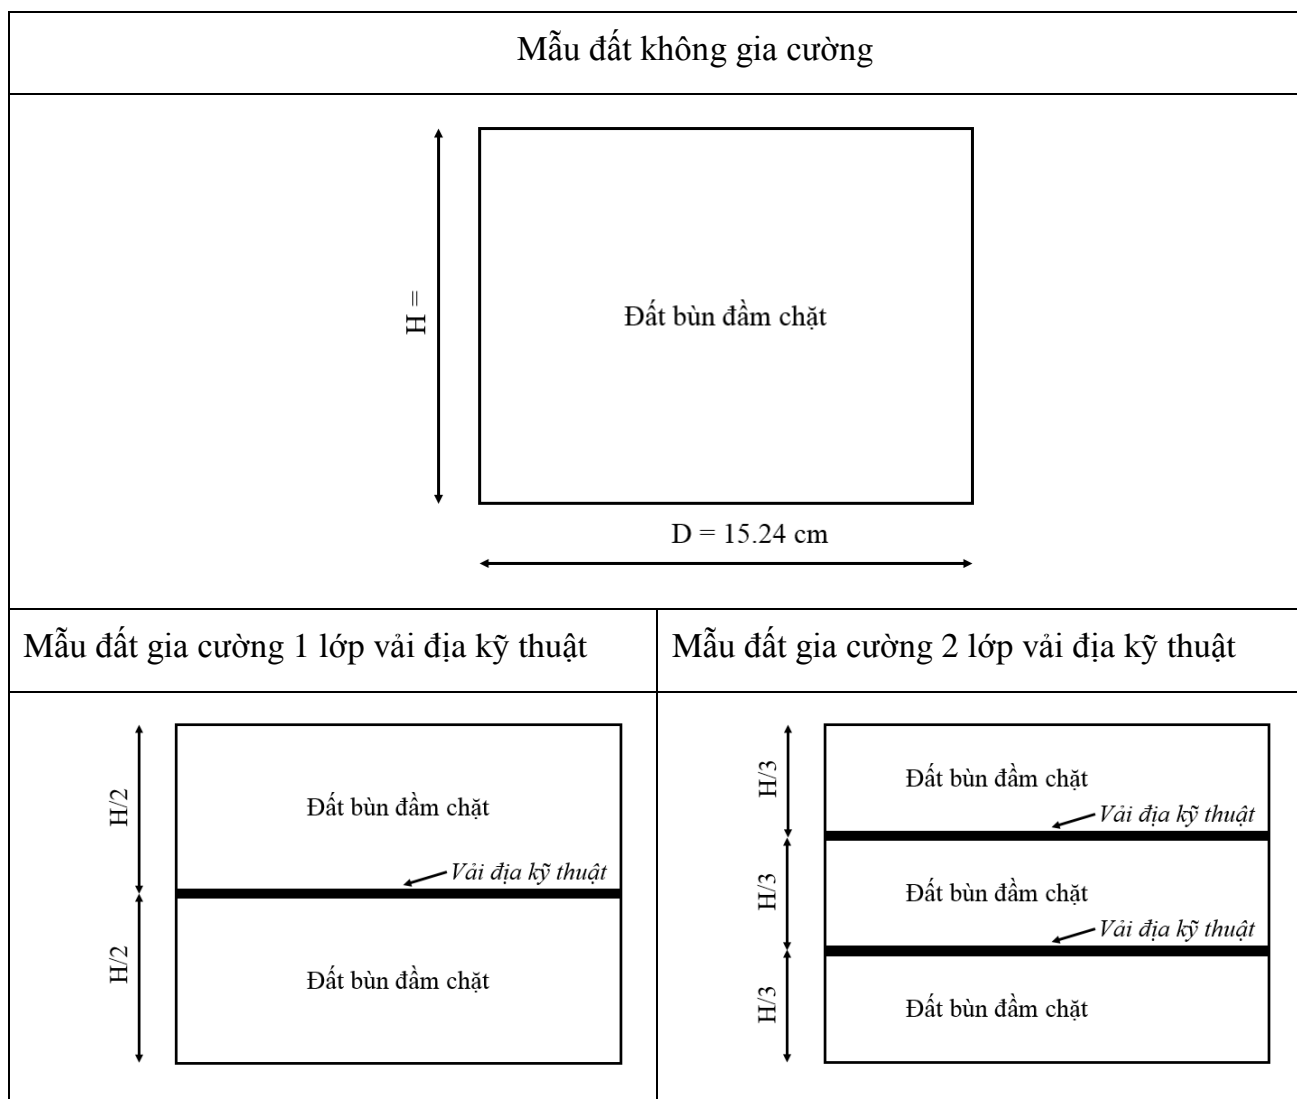 Mẫu đất không gia cường
H =
Đất bùn đầm chặt
D = 15.24 cm
Mẫu đất gia cường 1 lớp vải địa kỹ thuật
H/2
Đất bùn đầm chặt
Vải địa kỹ thuật
H/2
Đất bùn đầm chặt
Mẫu đất gia cường 2 lớp vải địa kỹ thuật
H/3
Đất bùn đầm chặt
Vải địa kỹ thuật
H/3
Đất bùn đầm chặt
Vải địa kỹ thuật
H/3
Đất bùn đầm chặt